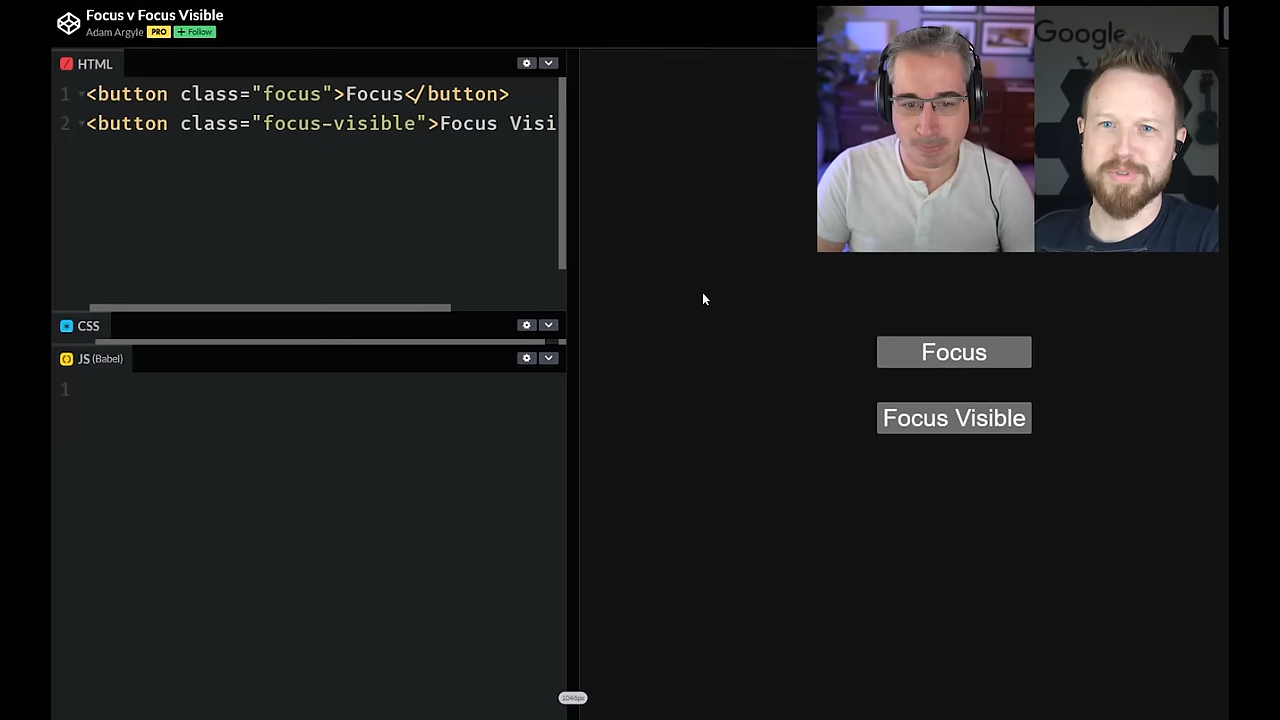 Focus v Focus Visible
Adam Argyle PRO + Follow
HTML
1 <button class="focus">Focus</button>
2 <button class="focus-visible">Focus Visi
CSS
JS (Babel)
1
Google
Focus
Focus Visible
1045px